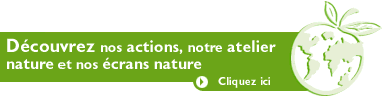 Découvrez nos actions, notre atelier
nature et nos écrans nature
Cliquez ici